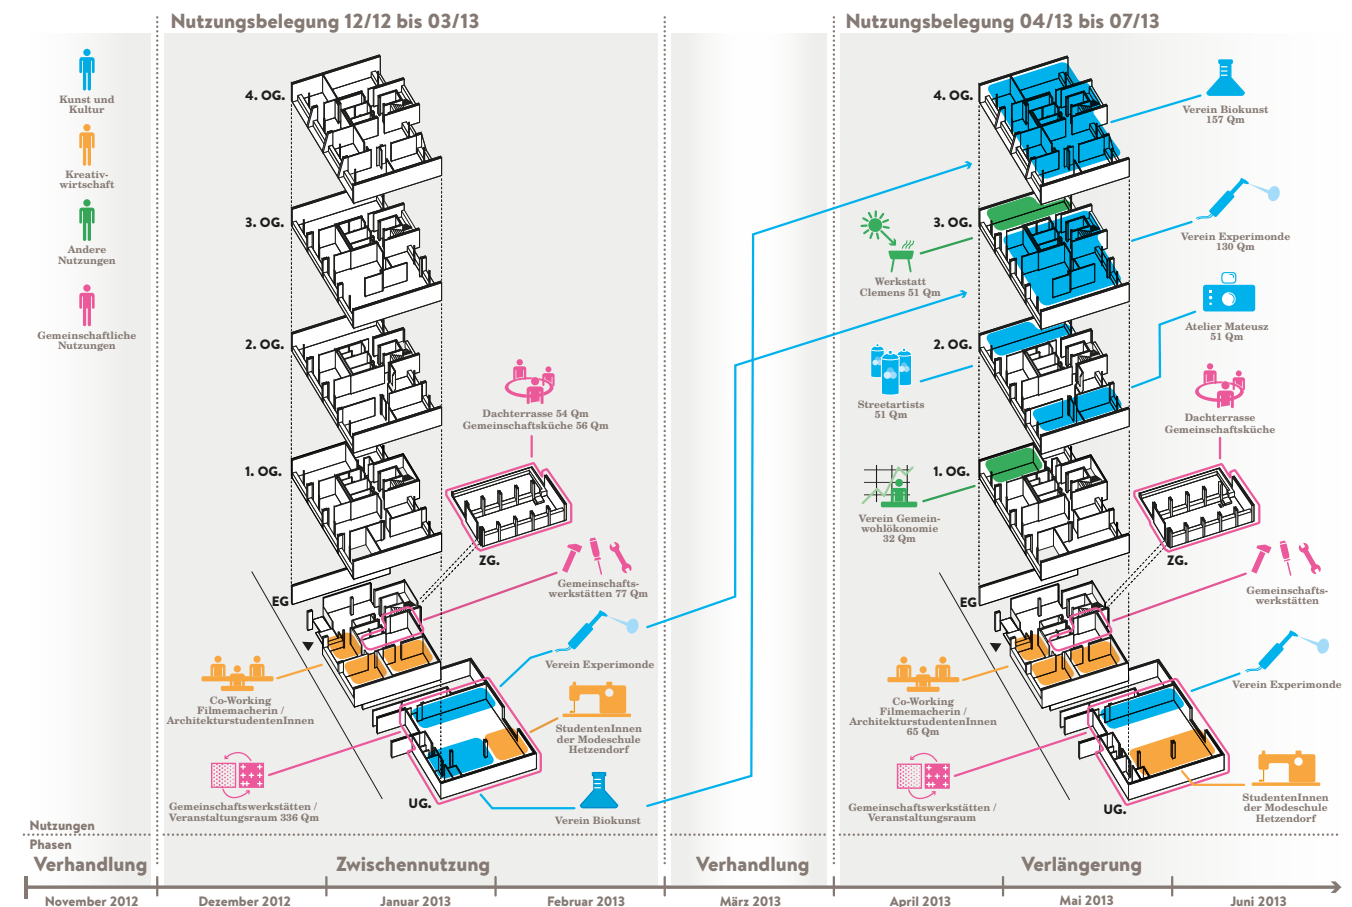 Nutzungsbelegung 12/12 bis 03/13
Nutzungsbelegung 04/13 bis 07/13
Kunst und
Kultur
Kreativ-
wirtschaft
Andere
Nutzungen
Gemeinschaftliche
Nutzungen
4. OG.
3. OG.
2. OG.
1. OG.
EG
ZG.
UG.
Dachterrasse 54 Qm
Gemeinschaftsküche 56 Qm
Gemeinschafts-
werkstätten 77 Qm
Verein Experimonde
StudentenInnen
der Modeschule
Hetzendorf
Verein Biokunst
Co-Working
Filmemacherin /
ArchitekturstudentenInnen
Gemeinschaftswerkstätten /
Veranstaltungsraum 336 Qm
4. OG.
3. OG.
2. OG.
1. OG.
EG
ZG.
UG.
Verein Biokunst
157 Qm
Verein Experimonde
130 Qm
Werkstatt
Clemens 51 Qm
Atelier Mateusz
51 Qm
Streetartists
51 Qm
Dachterrasse
Gemeinschaftsküche
Verein Gemein-
wohlökonomie
32 Qm
Gemeinschafts-
werkstätten
Verein Experimonde
Co-Working
Filmemacherin /
ArchitekturstudentenInnen
65 Qm
Gemeinschaftswerkstätten /
Veranstaltungsraum
StudentenInnen
der Modeschule
Hetzendorf
Nutzungen
Phasen
Verhandlung
Zwischennutzung
Verhandlung
Verlängerung
November 2012
Dezember 2012
Januar 2013
Februar 2013
März 2013
April 2013
Mai 2013
Juni 2013